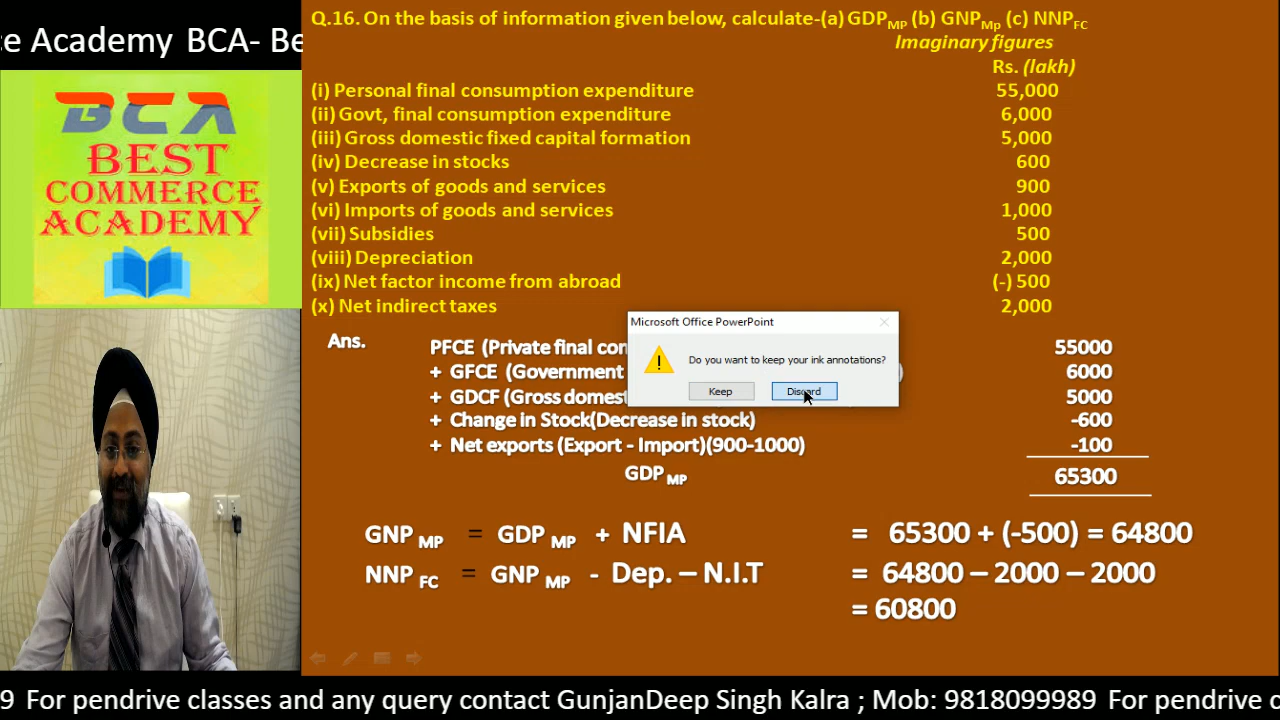 e Academy BCA- Be
BCA
BEST
COMMERCE
ACADEMY
Q.16. On the basis of information given below, calculate-(a) GDPMP (b) GNPMp (c) NNPFC
Imaginary figures
Rs. (lakh)
(i) Personal final consumption expenditure 55,000
(ii) Govt, final consumption expenditure 6,000
(iii) Gross domestic fixed capital formation 5,000
(iv) Decrease in stocks 600
(v) Exports of goods and services 900
(vi) Imports of goods and services 1,000
(vii) Subsidies 500
(viii) Depreciation 2,000
(ix) Net factor income from abroad (-) 500
(x) Net indirect taxes 2,000
Microsoft Office PowerPoint
Do you want to keep your ink annotations?
Keep Discard
Ans. PFCE (Private final con 55000
+ GFCE (Government ) 6000
+ GDCF (Gross domest 5000
+ Change in Stock(Decrease in stock) -600
+ Net exports (Export - Import)(900-1000) -100
GDP MP 65300
GNP MP = GDP MP + NFIA = 65300 + (-500) = 64800
NNP FC = GNP MP - Dep. – N.I.T = 64800 – 2000 – 2000
= 60800
9 For pendrive classes and any query contact GunjanDeep Singh Kalra ; Mob: 9818099989 For pendrive c